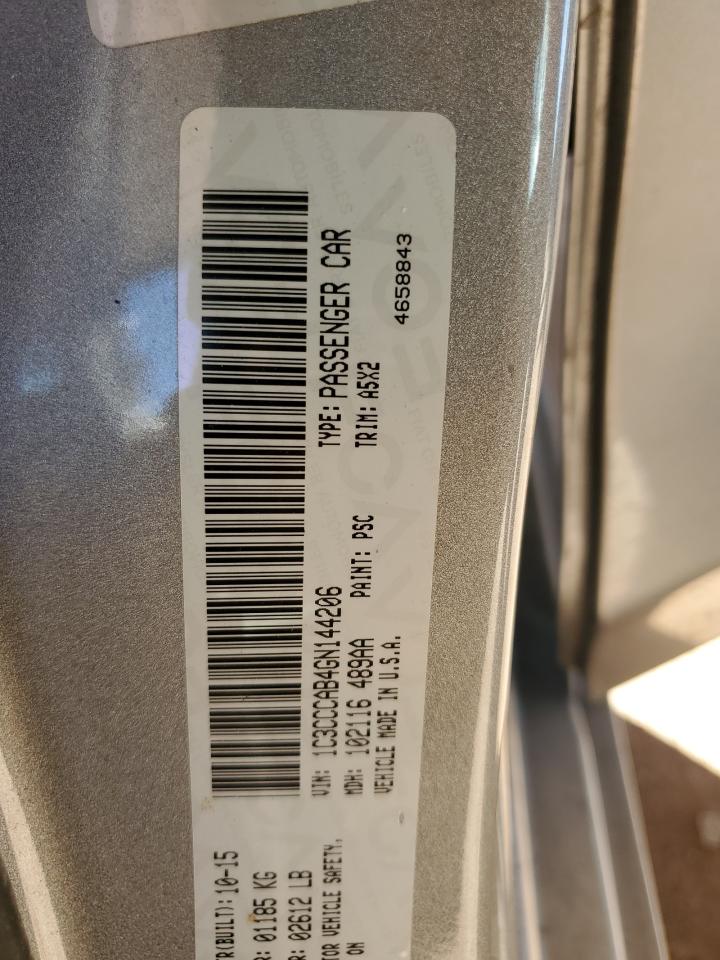 TR(BUILT): 10-15
R: 01185 KG
R: 02612 LB
TOR VEHICLE SAFETY,
ON
VIN: 1C3CCCAB4GN144206
TYPE: PASSENGER CAR
MDH: 102116 489AA
PAINT: PSC
TRIM: A5X2
VEHICLE MADE IN U.S.A.
4658843